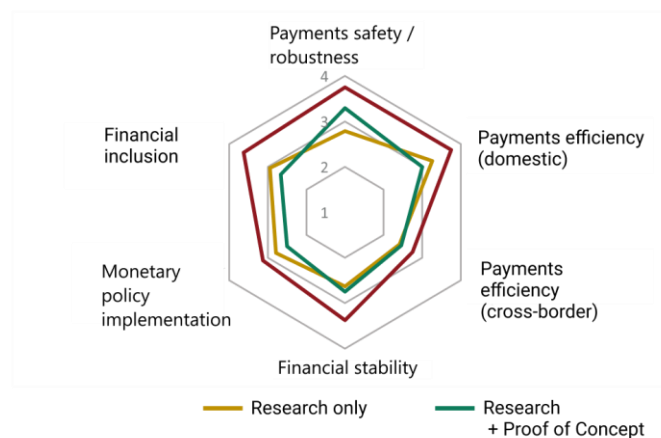 Payments safety /
robustness
4
3
2
1
Financial
inclusion
Payments efficiency
(domestic)
Monetary
policy
implementation
Payments
efficiency
(cross-border)
Financial stability
Research only
Research
+ Proof of Concept